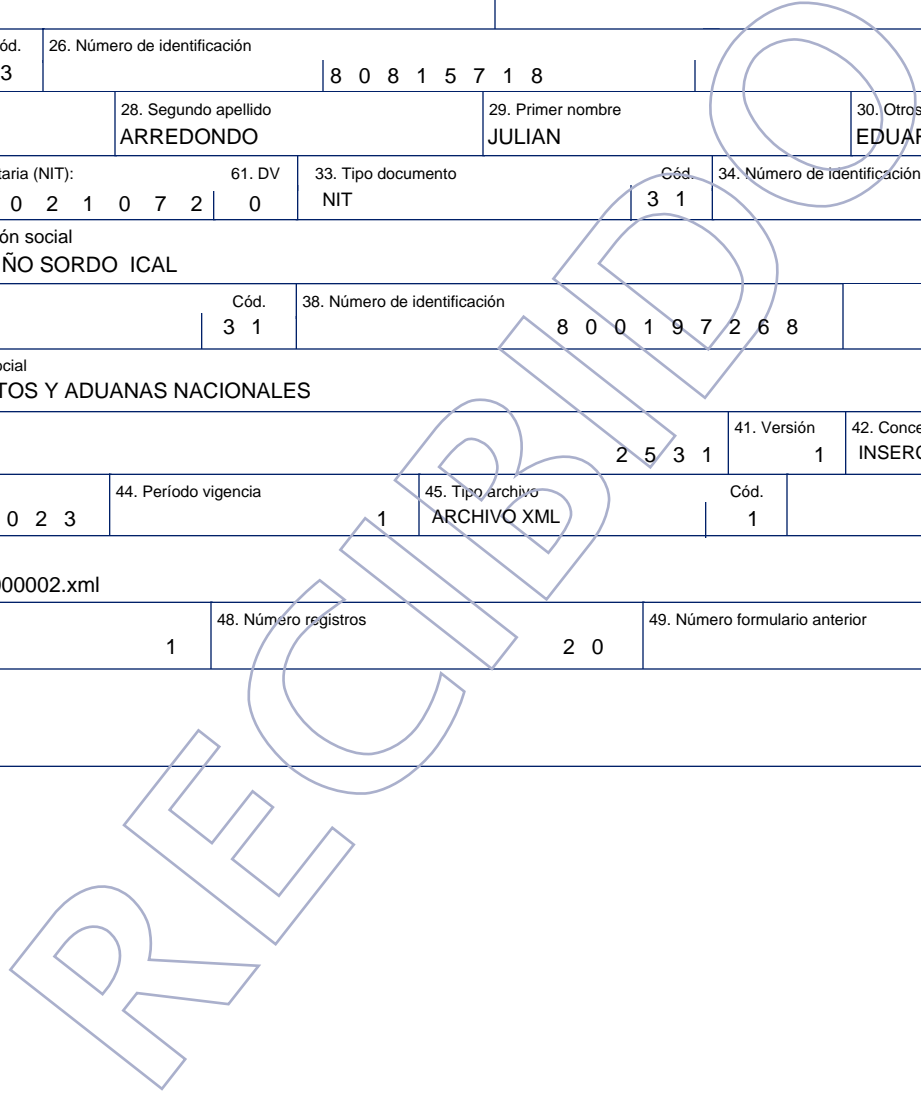 ód. 26. Número de identificación
3 8 0 8 1 5 7 1 8
28. Segundo apellido 29. Primer nombre 30. Otros
ARREDONDO JULIAN EDUAR
taria (NIT): 61. DV 33. Tipo documento Cód. 34. Número de identificación
0 2 1 0 7 2 0 NIT 3 1
ón social
ÑO SORDO ICAL
Cód. 38. Número de identificación
3 1 8 0 0 1 9 7 2 6 8
ocial
TOS Y ADUANAS NACIONALES
41. Versión 42. Conce
2 5 3 1 1 INSERC
44. Período vigencia 45. Tipo archivo Cód.
0 2 3 1 ARCHIVO XML 1
000002.xml
48. Número registros 49. Número formulario anterior
1 2 0
RECIBIDO